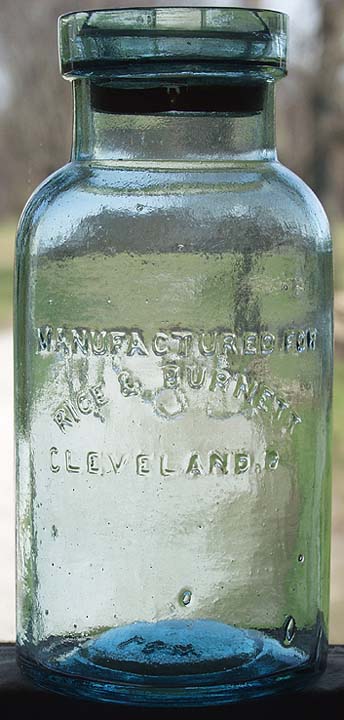 MANUFACTURED FOR
RICE & BURNETT
CLEVELAND, O